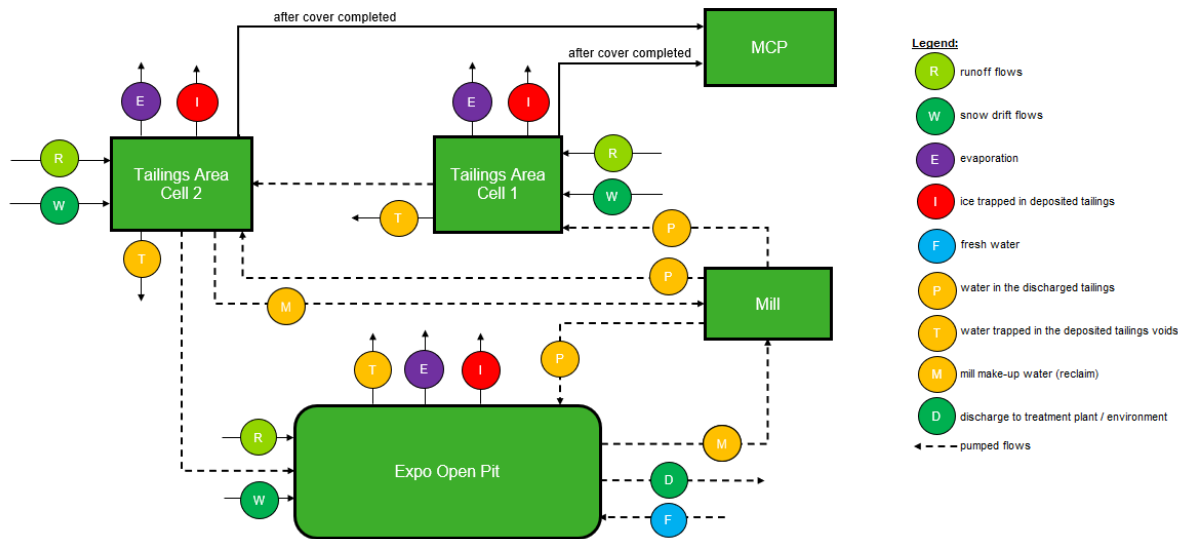 after cover completed
MCP
after cover completed
E
I
E
I
R
W
Tailings Area
Cell 2
Tailings Area
Cell 1
R
W
T
P
T
P
M
Mill
P
T
E
I
R
W
Expo Open Pit
M
D
F
Legend:
R runoff flows
W snow drift flows
E evaporation
I ice trapped in deposited tailings
F fresh water
P water in the discharged tailings
T water trapped in the deposited tailings voids
M mill make-up water (reclaim)
D discharge to treatment plant / environment
pumped flows